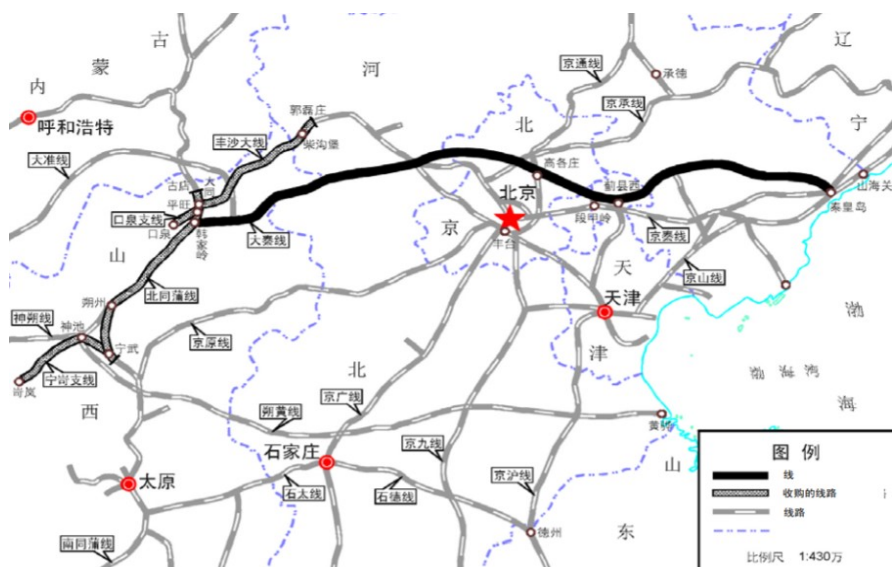 古
蒙
内
呼和浩特
河
辽
宁
京通线
承德
京承线
北
郭磊庄
柴沟堡
丰沙大线
大准线
古店
大同
平旺
口泉支线
口泉
韩家岭
大秦线
高各庄
北京
蓟县西
段甲岭
山海关
秦皇岛
京
丰台
京秦线
山
北同蒲线
天
津
京山线
天津
朔州
神朔线
神池
宁武
京原线
宁岢支线
岢岚
渤
渤海湾
海
北
西
京广线
朔黄线
石家庄
京九线
黄骅
山
东
太原
石太线
石德线
京沪线
德州
南同蒲线
图 例
线
收购的线路
线路
比例尺 1:430万